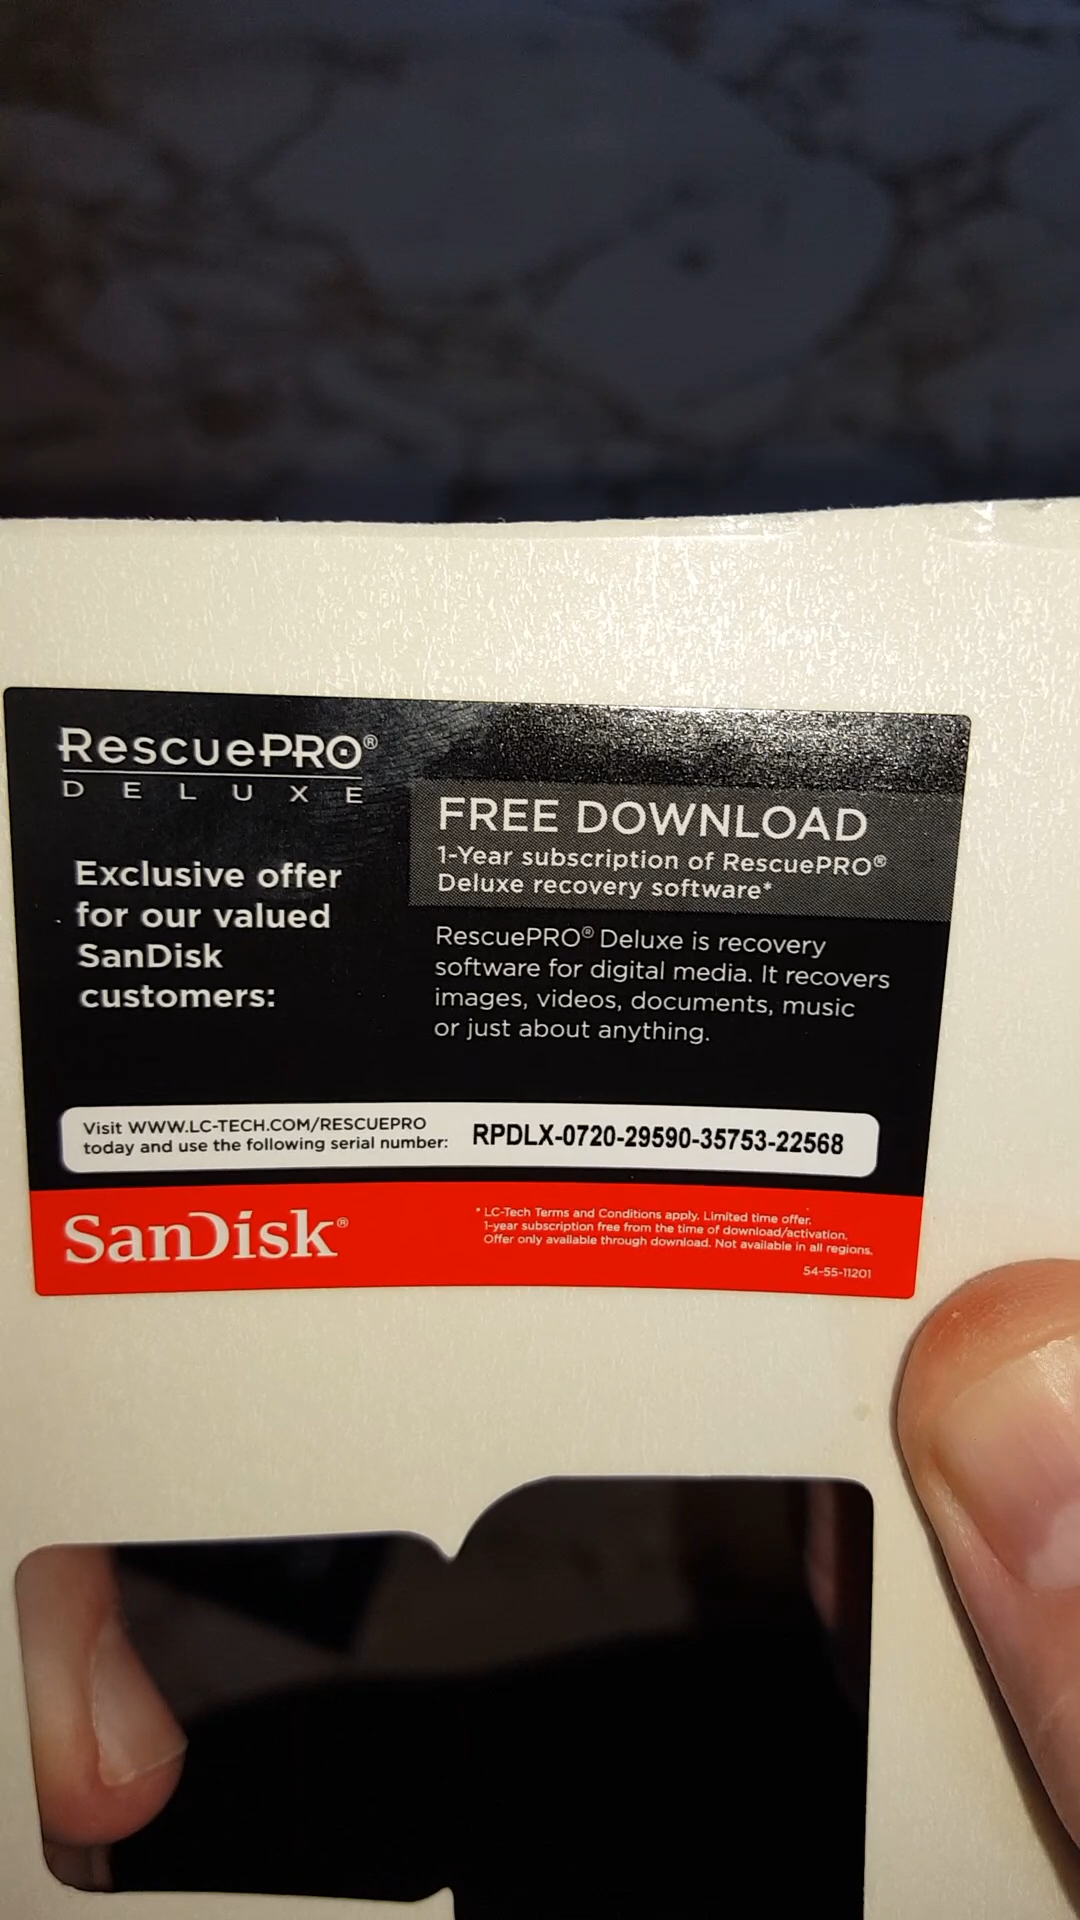 RescuePRO®
DELUXE
Exclusive offer
for our valued
SanDisk
customers:
FREE DOWNLOAD
1-Year subscription of RescuePRO®
Deluxe recovery software*
RescuePRO® Deluxe is recovery
software for digital media. It recovers
images, videos, documents, music
or just about anything.
Visit WWW.LC-TECH.COM/RESCUEPRO
today and use the following serial number:
RPDLX-0720-29590-35753-22568
SanDisk®
* LC-Tech Terms and Conditions apply. Limited time offer.
1-year subscription free from the time of download/activation.
Offer only available through download. Not available in all regions.
54-55-11201